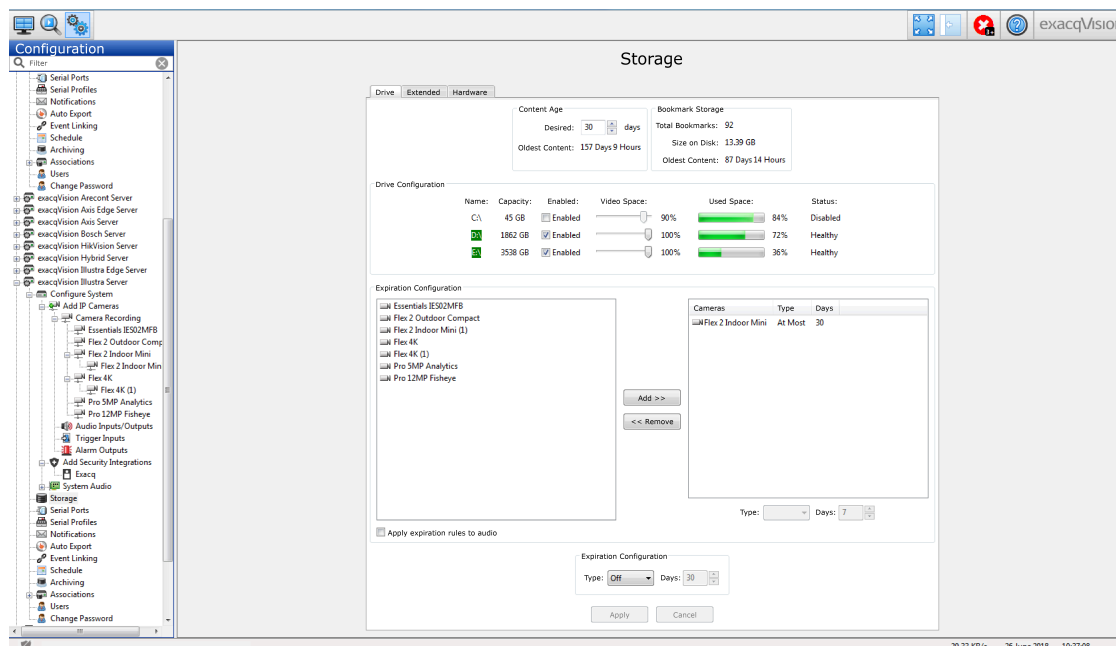 exacqVision
Configuration
Filter
Serial Ports
Serial Profiles
Notifications
Auto Export
Event Linking
Schedule
Archiving
Associations
Users
Change Password
exacqVision Arecont Server
exacqVision Axis Edge Server
exacqVision Axis Server
exacqVision Bosch Server
exacqVision HikVision Server
exacqVision Hybrid Server
exacqVision Illustra Edge Server
exacqVision Illustra Server
Configure System
Add IP Cameras
Camera Recording
Essentials IES02MFB
Flex 2 Outdoor Comp
Flex 2 Indoor Mini
Flex 2 Indoor Min
Flex 4K
Flex 4K (1)
Pro 5MP Analytics
Pro 12MP Fisheye
Audio Inputs/Outputs
Trigger Inputs
Alarm Outputs
Add Security Integrations
Exacq
System Audio
Storage
Serial Ports
Serial Profiles
Notifications
Auto Export
Event Linking
Schedule
Archiving
Associations
Users
Change Password
Storage
Drive Extended Hardware
Content Age
Desired: 30 days
Oldest Content: 157 Days 9 Hours
Bookmark Storage
Total Bookmarks: 92
Size on Disk: 13.39 GB
Oldest Content: 87 Days 14 Hours
Drive Configuration
Name: Capacity: Enabled: Video Space: Used Space: Status:
C:\ 45 GB Enabled 90% 84% Disabled
D:\ 1862 GB Enabled 100% 72% Healthy
E:\ 3538 GB Enabled 100% 36% Healthy
Expiration Configuration
Essentials IES02MFB
Flex 2 Outdoor Compact
Flex 2 Indoor Mini (1)
Flex 4K
Flex 4K (1)
Pro 5MP Analytics
Pro 12MP Fisheye
Add >>
<< Remove
Cameras Type Days
Flex 2 Indoor Mini At Most 30
Type: Days: 7
Apply expiration rules to audio
Expiration Configuration
Type: Off Days: 30
Apply Cancel